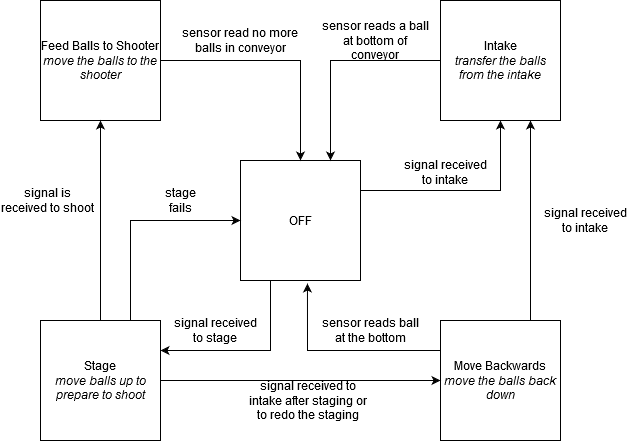 Feed Balls to Shooter
move the balls to the
shooter
sensor read no more
balls in conveyor
sensor reads a ball
at bottom of
conveyor
Intake
transfer the balls
from the intake
signal is
received to shoot
stage
fails
OFF
signal received
to intake
signal received
to intake
signal received
to stage
sensor reads ball
at the bottom
Stage
move balls up to
prepare to shoot
signal received to
intake after staging or
to redo the staging
Move Backwards
move the balls back
down